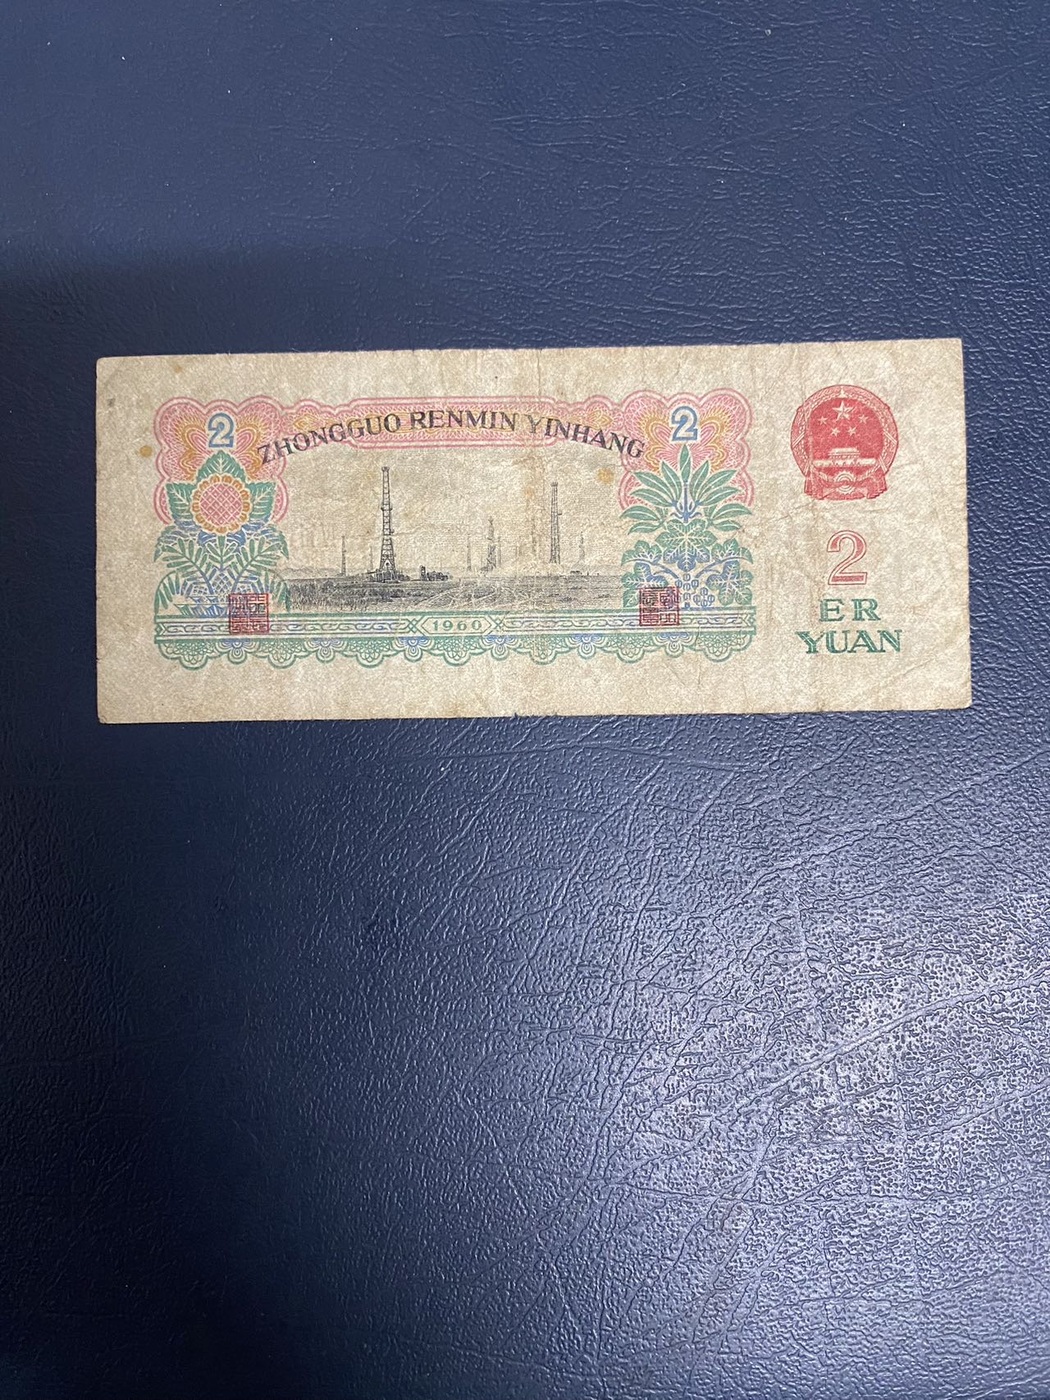 ZHONGGUO RENMIN YINHANG
2
2
2
ER
YUAN
1960